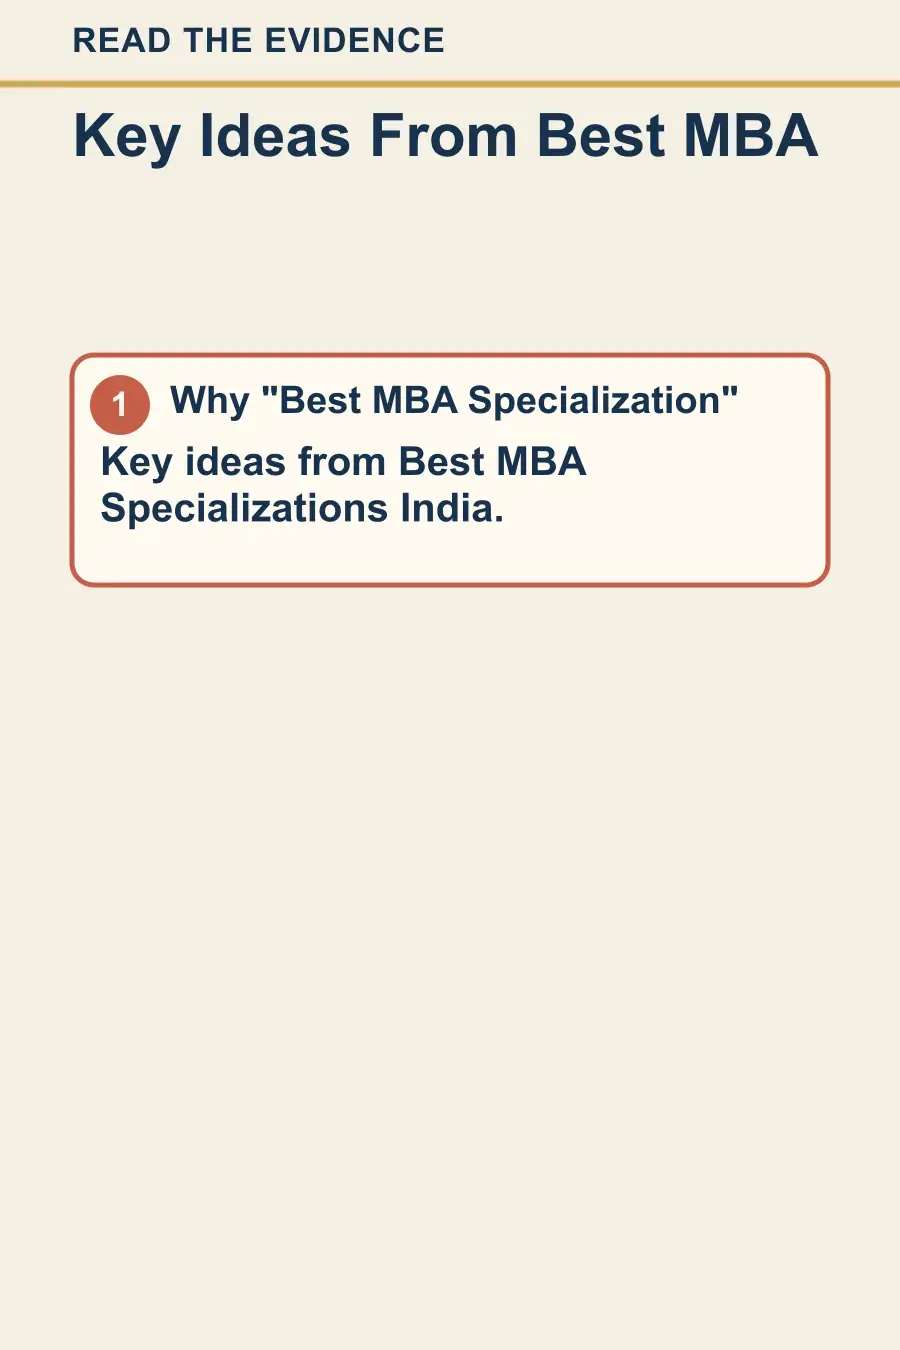 READ THE EVIDENCE
Key Ideas From Best MBA
1 Why "Best MBA Specialization"
Key ideas from Best MBA
Specializations India.